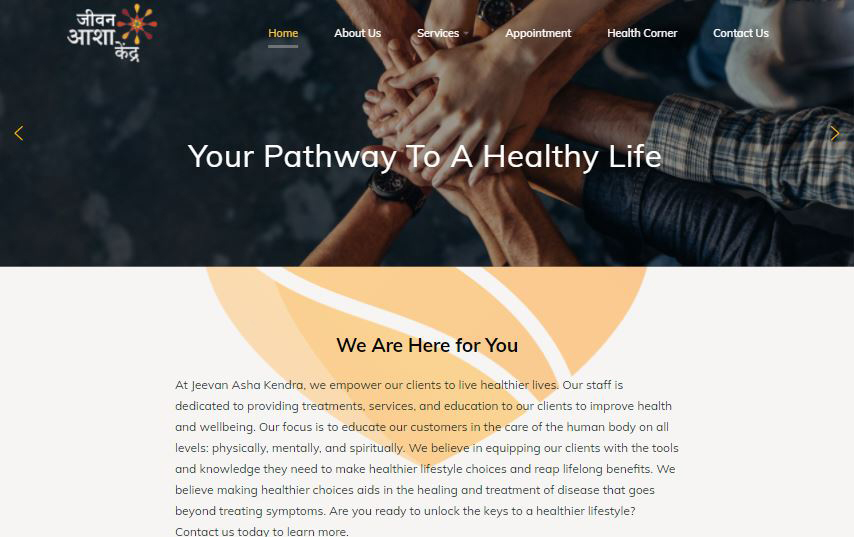 जीवन
आशा
केंद्र
Home About Us Services Appointment Health Corner Contact Us
Your Pathway To A Healthy Life
We Are Here for You
At Jeevan Asha Kendra, we empower our clients to live healthier lives. Our staff is
dedicated to providing treatments, services, and education to our clients to improve health
and wellbeing. Our focus is to educate our customers in the care of the human body on all
levels: physically, mentally, and spiritually. We believe in equipping our clients with the tools
and knowledge they need to make healthier lifestyle choices and reap lifelong benefits. We
believe making healthier choices aids in the healing and treatment of disease that goes
beyond treating symptoms. Are you ready to unlock the keys to a healthier lifestyle?
Contact us today to learn more.